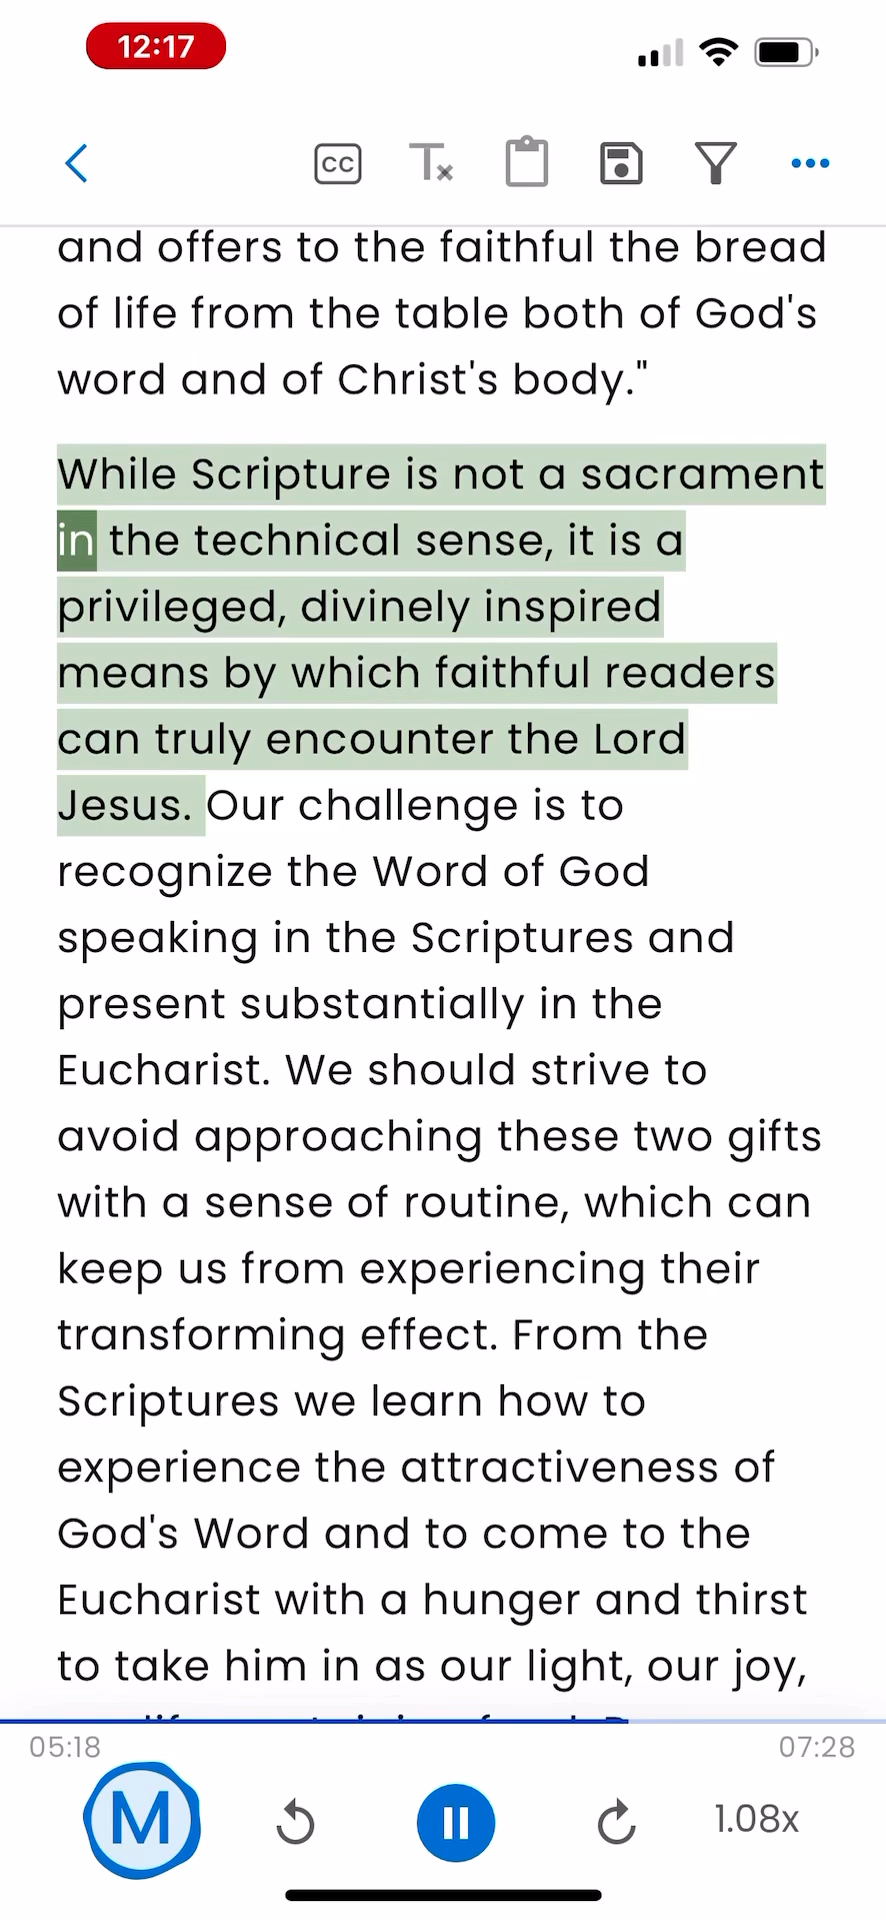 12:17
CC
Tx
and offers to the faithful the bread
of life from the table both of God's
word and of Christ's body."
While Scripture is not a sacrament
in the technical sense, it is a
privileged, divinely inspired
means by which faithful readers
can truly encounter the Lord
Jesus. Our challenge is to
recognize the Word of God
speaking in the Scriptures and
present substantially in the
Eucharist. We should strive to
avoid approaching these two gifts
with a sense of routine, which can
keep us from experiencing their
transforming effect. From the
Scriptures we learn how to
experience the attractiveness of
God's Word and to come to the
Eucharist with a hunger and thirst
to take him in as our light, our joy,
05:18
07:28
M
1.08x